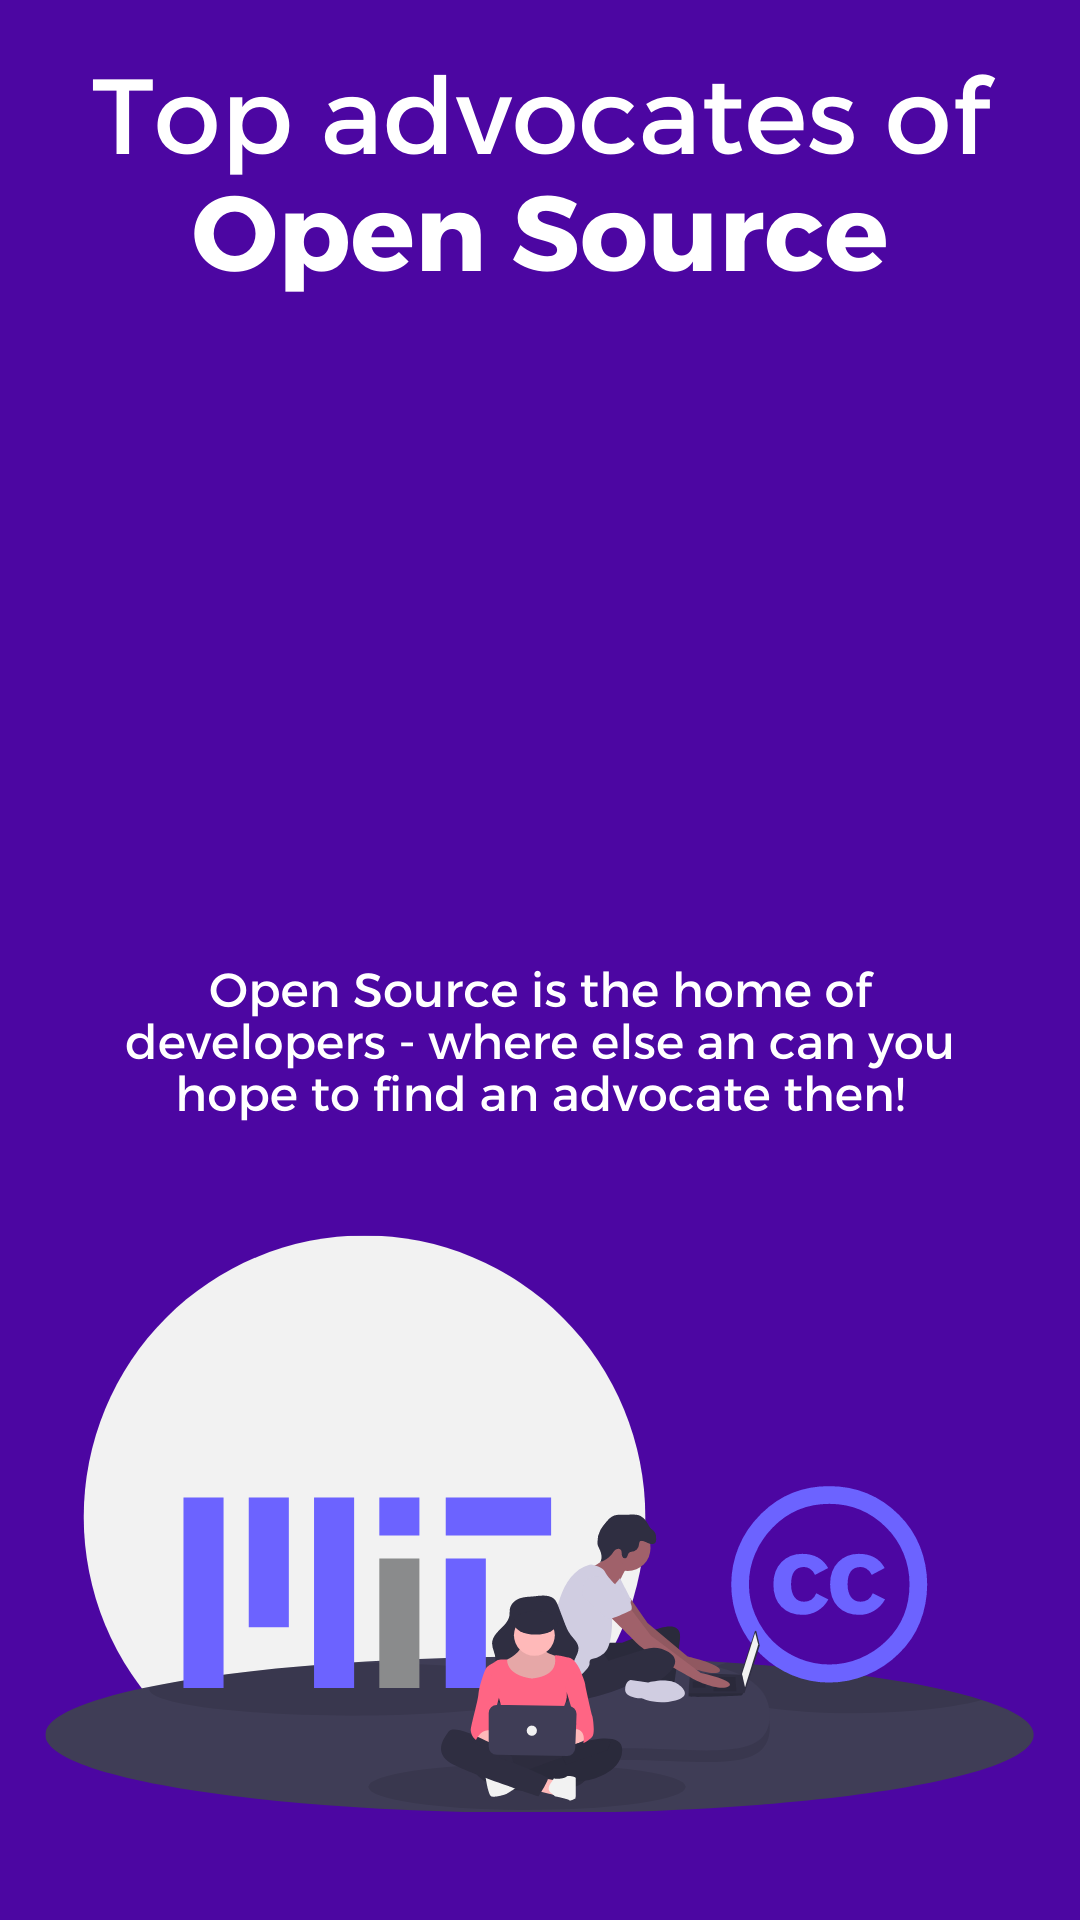 Top advocates of
Open Source
Open Source is the home of
developers - where else an can you
hope to find an advocate then!
MIT
cc